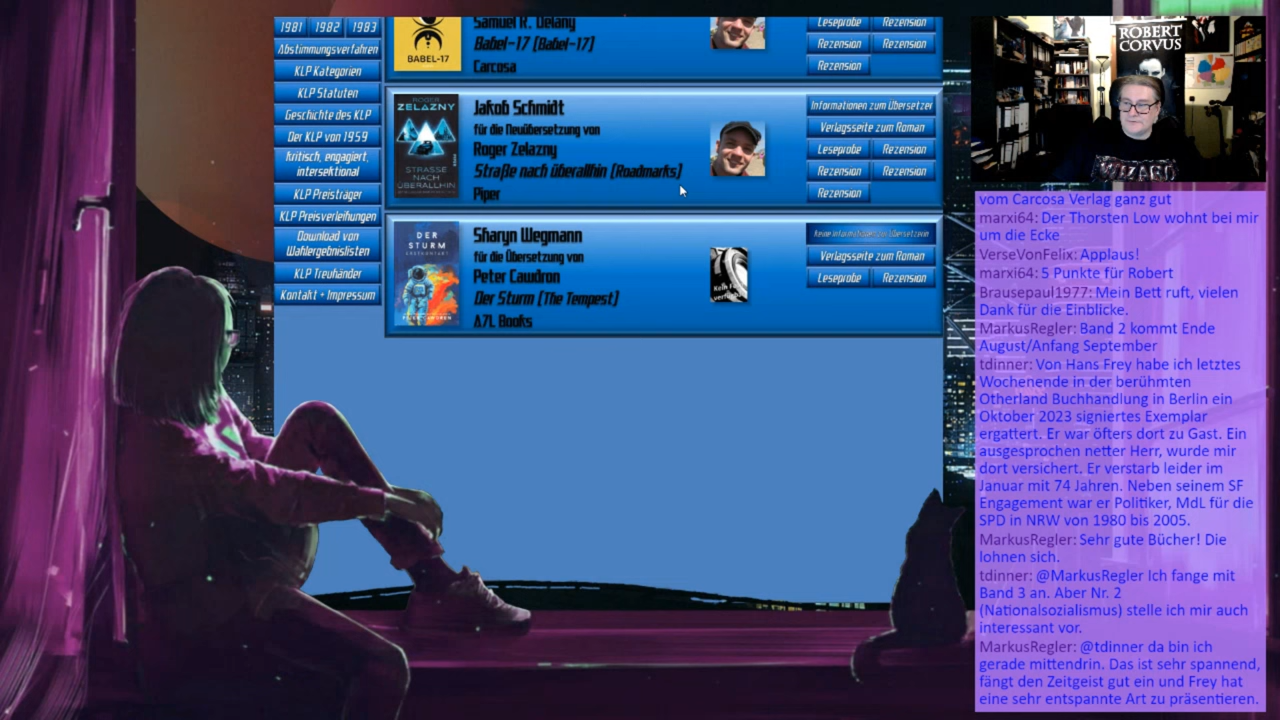 1981 1982 1983
Abstimmungsverfahren
KLP Kategorien
KLP Statuten
Geschichte des KLP
Der KLP von 1959
kritisch, engagiert,
intersektional
KLP Preisträger
KLP Preisverleihungen
Download von
Wahlergebnislisten
KLP Treuhänder
Kontakt + Impressum
BABEL-17
Samuel R. Delany
Babel-17 (Babel-17)
Carcosa
Leseprobe Rezension
Rezension Rezension
Rezension
ROGER
ZELAZNY
STRASSE
NACH
ÜBERALLHIN
Jakob Schmidt
für die Neuübersetzung von
Roger Zelazny
Straße nach überallhin (Roadmarks)
Piper
Informationen zum Übersetzer
Verlagsseite zum Roman
Leseprobe Rezension
Rezension Rezension
Rezension
DER
STURM
Sharyn Wegmann
für die Übersetzung von
Peter Cawdron
Der Sturm (The Tempest)
A7L Books
Keine Informationen zur Übersetzerin
Verlagsseite zum Roman
Leseprobe Rezension
ROBERT
CORVUS
WIZARD
vom Carcosa Verlag ganz gut
marxi64: Der Thorsten Low wohnt bei mir
um die Ecke
VerseVonFelix: Applaus!
marxi64: 5 Punkte für Robert
Brausepaul1977: Mein Bett ruft, vielen
Dank für die Einblicke.
MarkusRegler: Band 2 kommt Ende
August/Anfang September
tdinner: Von Hans Frey habe ich letztes
Wochenende in der berühmten
Otherland Buchhandlung in Berlin ein
Oktober 2023 signiertes Exemplar
ergattert. Er war öfters dort zu Gast. Ein
ausgesprochen netter Herr, wurde mir
dort versichert. Er verstarb leider im
Januar mit 74 Jahren. Neben seinem SF
Engagement war er Politiker, MdL für die
SPD in NRW von 1980 bis 2005.
MarkusRegler: Sehr gute Bücher! Die
lohnen sich.
tdinner: @MarkusRegler Ich fange mit
Band 3 an. Aber Nr. 2
(Nationalsozialismus) stelle ich mir auch
interessant vor.
MarkusRegler: @tdinner da bin ich
gerade mittendrin. Das ist sehr spannend,
fängt den Zeitgeist gut ein und Frey hat
eine sehr entspannte Art zu präsentieren.